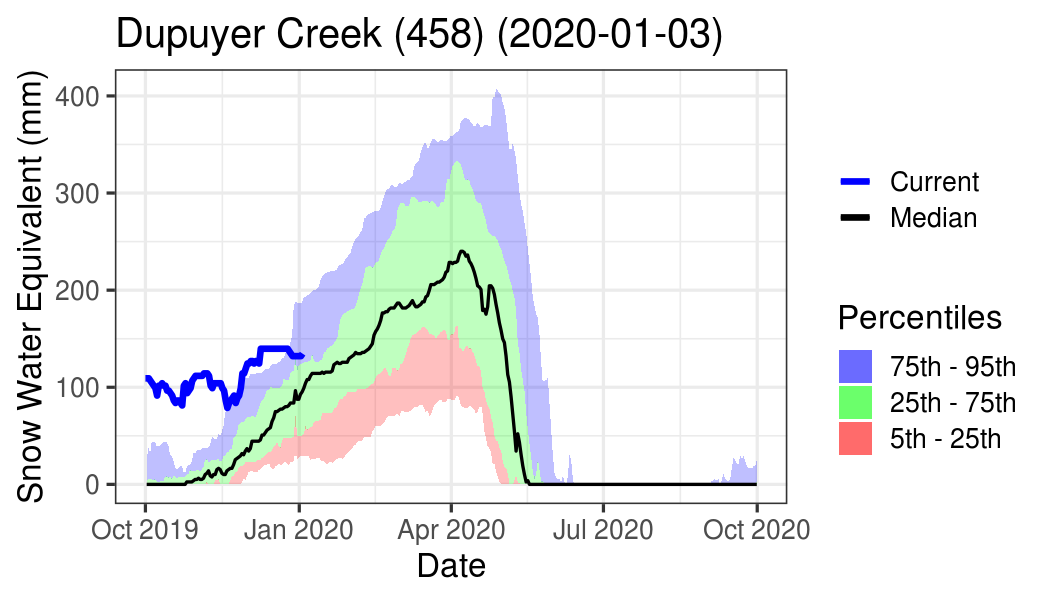 Dupuyer Creek (458) (2020-01-03)
Snow Water Equivalent (mm)
400
300
200
100
0
Oct 2019
Jan 2020
Apr 2020
Jul 2020
Oct 2020
Date
Current
Median
Percentiles
75th - 95th
25th - 75th
5th - 25th